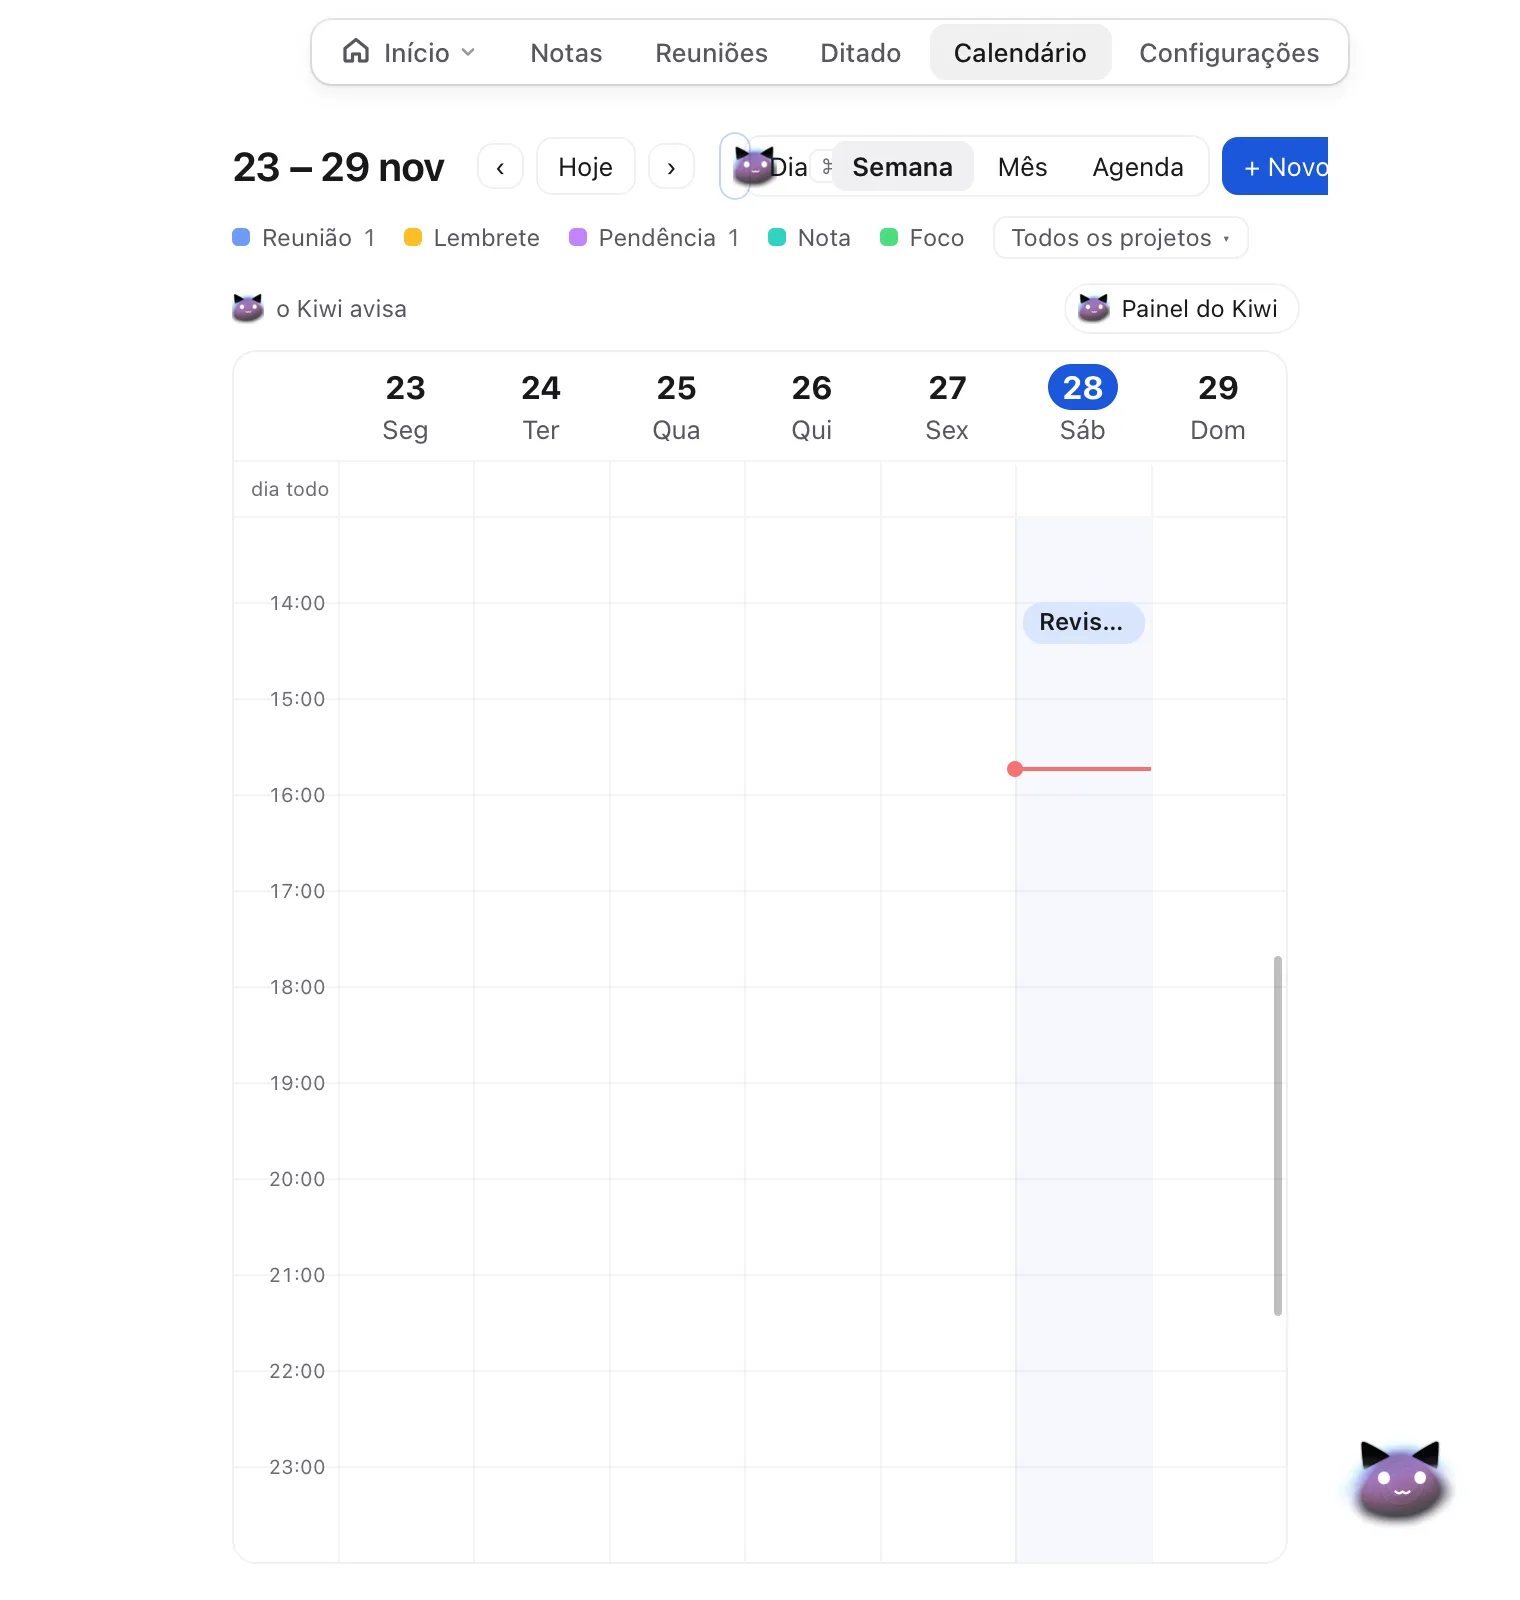 Início Notas Reuniões Ditado Calendário Configurações
23 – 29 nov ‹ Hoje › Dia ⌘ Semana Mês Agenda + Novo
Reunião 1 Lembrete Pendência 1 Nota Foco Todos os projetos
o Kiwi avisa Painel do Kiwi
23 24 25 26 27 28 29
Seg Ter Qua Qui Sex Sáb Dom
dia todo
14:00 Revis...
15:00
16:00
17:00
18:00
19:00
20:00
21:00
22:00
23:00